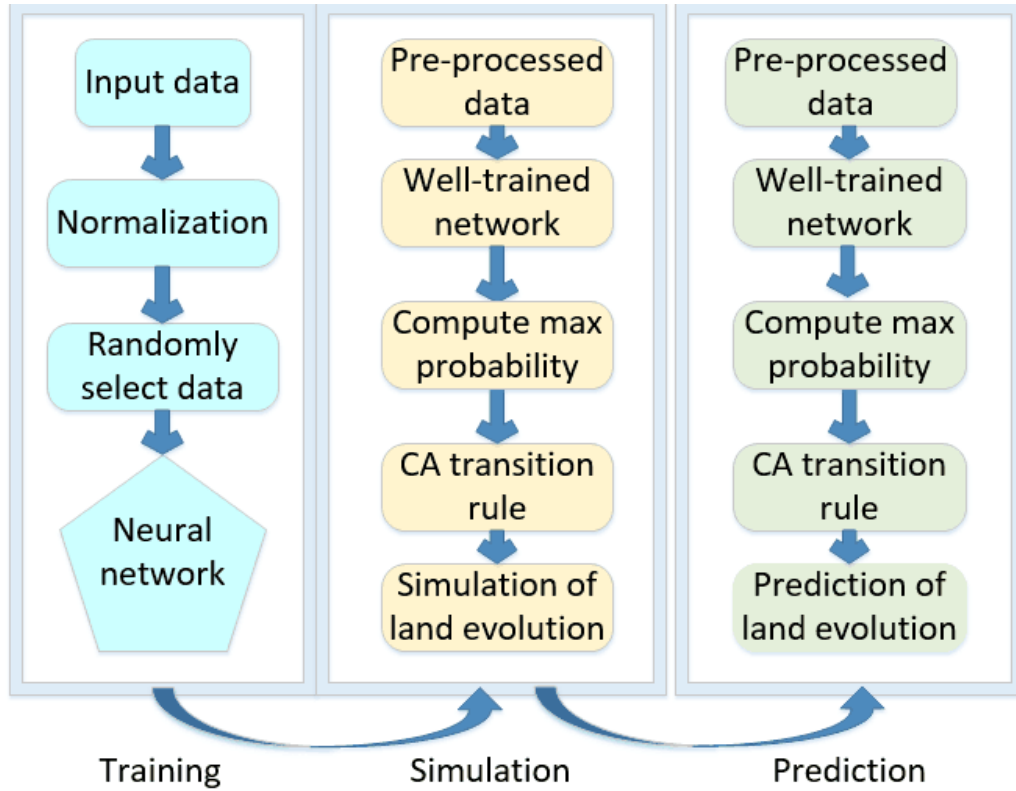 Input data
Normalization
Randomly
select data
Neural
network
Pre-processed
data
Well-trained
network
Compute max
probability
CA transition
rule
Simulation of
land evolution
Pre-processed
data
Well-trained
network
Compute max
probability
CA transition
rule
Prediction of
land evolution
Training
Simulation
Prediction